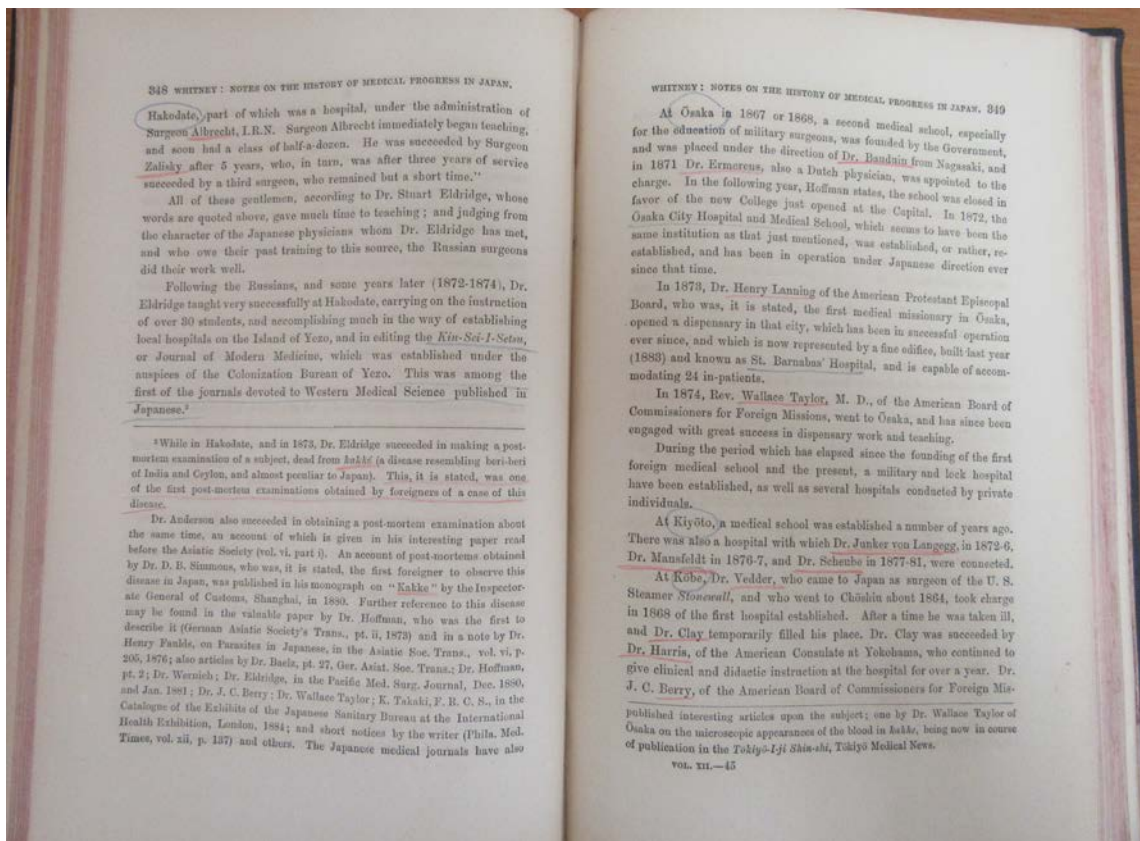 348 WHITNEY: NOTES ON THE HISTORY OF MEDICAL PROGRESS IN JAPAN.
Hakodate, part of which was a hospital, under the administration of
Surgeon Albrecht, I.R.N. Surgeon Albrecht immediately began teaching,
and soon had a class of half-a-dozen. He was succeeded by Surgeon
Zalisky after 5 years, who, in turn, was after three years of service
succeeded by a third surgeon, who remained but a short time."
All of these gentlemen, according to Dr. Stuart Eldridge, whose
words are quoted above, gave much time to teaching; and judging from
the character of the Japanese physicians whom Dr. Eldridge has met,
and who owe their past training to this source, the Russian surgeons
did their work well.
Following the Russians, and some years later (1872-1874), Dr.
Eldridge taught very successfully at Hakodate, carrying on the instruction
of over 30 students, and accomplishing much in the way of establishing
local hospitals on the Island of Yezo, and in editing the Kin-Sei-I-Setsu,
or Journal of Modern Medicine, which was established under the
auspices of the Colonization Bureau of Yezo. This was among the
first of the journals devoted to Western Medical Science published in
Japanese.²
²While in Hakodate, and in 1873, Dr. Eldridge succeeded in making a post-
mortem examination of a subject, dead from kakké (a disease resembling beri-beri
of India and Ceylon, and almost peculiar to Japan). This, it is stated, was one
of the first post-mortem examinations obtained by foreigners of a case of this
disease.
Dr. Anderson also succeeded in obtaining a post-mortem examination about
the same time, an account of which is given in his interesting paper read
before the Asiatic Society (vol. vi, part i). An account of post-mortems obtained
by Dr. D. B. Simmons, who was, it is stated, the first foreigner to observe this
disease in Japan, was published in his monograph on "Kakke" by the Inspector-
ate General of Customs, Shanghai, in 1880. Further reference to this disease
may be found in the valuable paper by Dr. Hoffman, who was the first to
describe it (German Asiatic Society's Trans., pt. ii, 1873) and in a note by Dr.
Henry Faulds, on Parasites in Japanese, in the Asiatic Soc. Trans., vol. vi, p.
205, 1876; also articles by Dr. Baelz, pt. 27, Ger. Asiat. Soc. Trans.; Dr. Hoffman,
pt. 2; Dr. Wernich; Dr. Eldridge, in the Pacific Med. Surg. Journal, Dec. 1880,
and Jan. 1881; Dr. J. C. Berry; Dr. Wallace Taylor; K. Takaki, F. R. C. S., in the
Catalogue of the Exhibits of the Japanese Sanitary Bureau at the International
Health Exhibition, London, 1884; and short notices by the writer (Phila. Med.
Times, vol. xii, p. 137) and others. The Japanese medical journals have also
WHITNEY: NOTES ON THE HISTORY OF MEDICAL PROGRESS IN JAPAN. 349
At Ōsaka in 1867 or 1868, a second medical school, especially
for the education of military surgeons, was founded by the Government,
and was placed under the direction of Dr. Bauduin from Nagasaki, and
in 1871 Dr. Ermerens, also a Dutch physician, was appointed to the
charge. In the following year, Hoffman states, the school was closed in
favor of the new College just opened at the Capital. In 1872, the
Ōsaka City Hospital and Medical School, which seems to have been the
same institution as that just mentioned, was established, or rather, re-
established, and has been in operation under Japanese direction ever
since that time.
In 1873, Dr. Henry Lanning of the American Protestant Episcopal
Board, who was, it is stated, the first medical missionary in Ōsaka,
opened a dispensary in that city, which has been in successful operation
ever since, and which is now represented by a fine edifice, built last year
(1883) and known as St. Barnabas' Hospital, and is capable of accom-
modating 24 in-patients.
In 1874, Rev. Wallace Taylor, M. D., of the American Board of
Commissioners for Foreign Missions, went to Ōsaka, and has since been
engaged with great success in dispensary work and teaching.
During the period which has elapsed since the founding of the first
foreign medical school and the present, a military and lock hospital
have been established, as well as several hospitals conducted by private
individuals.
At Kiyōto, a medical school was established a number of years ago.
There was also a hospital with which Dr. Junker von Langegg, in 1872-6,
Dr. Mansfeldt in 1876-7, and Dr. Scheube in 1877-81, were connected.
At Kōbe, Dr. Vedder, who came to Japan as surgeon of the U. S.
Steamer Stonewall, and who went to Chōshin about 1864, took charge
in 1868 of the first hospital established. After a time he was taken ill,
and Dr. Clay temporarily filled his place. Dr. Clay was succeeded by
Dr. Harris, of the American Consulate at Yokohama, who continued to
give clinical and didactic instruction at the hospital for over a year. Dr.
J. C. Berry, of the American Board of Commissioners for Foreign Mis-
published interesting articles upon the subject; one by Dr. Wallace Taylor of
Ōsaka on the microscopic appearances of the blood in kakke, being now in course
of publication in the Tokiyō-I-ji Shin-shi, Tōkiyō Medical News.
VOL. XII.—45